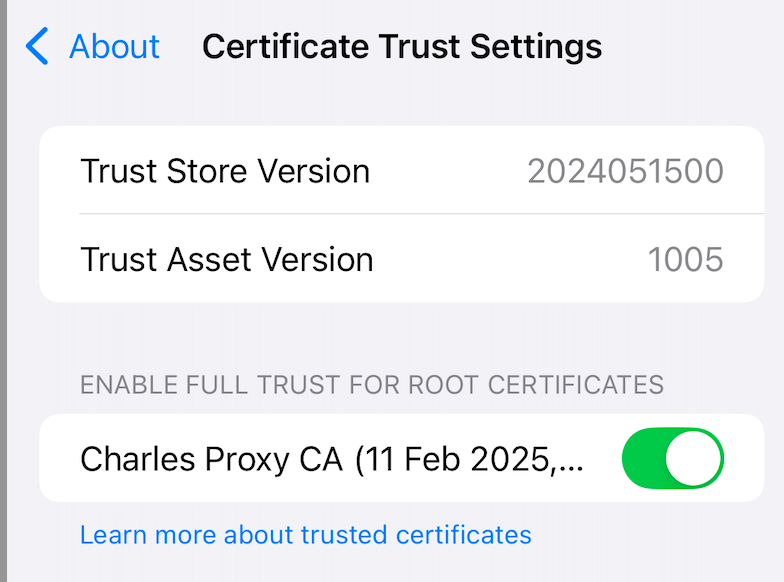 About Certificate Trust Settings
Trust Store Version 2024051500
Trust Asset Version 1005
ENABLE FULL TRUST FOR ROOT CERTIFICATES
Charles Proxy CA (11 Feb 2025,...
Learn more about trusted certificates